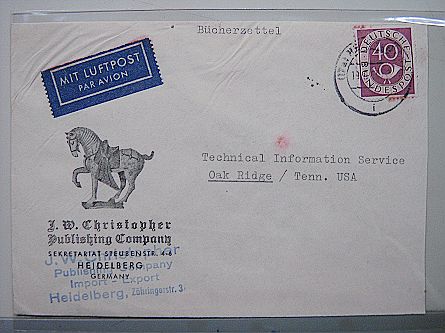 Bücherzettel
MIT LUFTPOST
PAR AVION
DEUTSCHE
BUNDESPOST
40
Technical Information Service
Oak Ridge / Tenn. USA
J. W. Christopher
Publishing Company
SEKRETARIAT STEUBENSTR. 4-6
HEIDELBERG
GERMANY
J. W. Christopher
Publishing Company
Import - Export
Heidelberg, Zähringerstr. 3